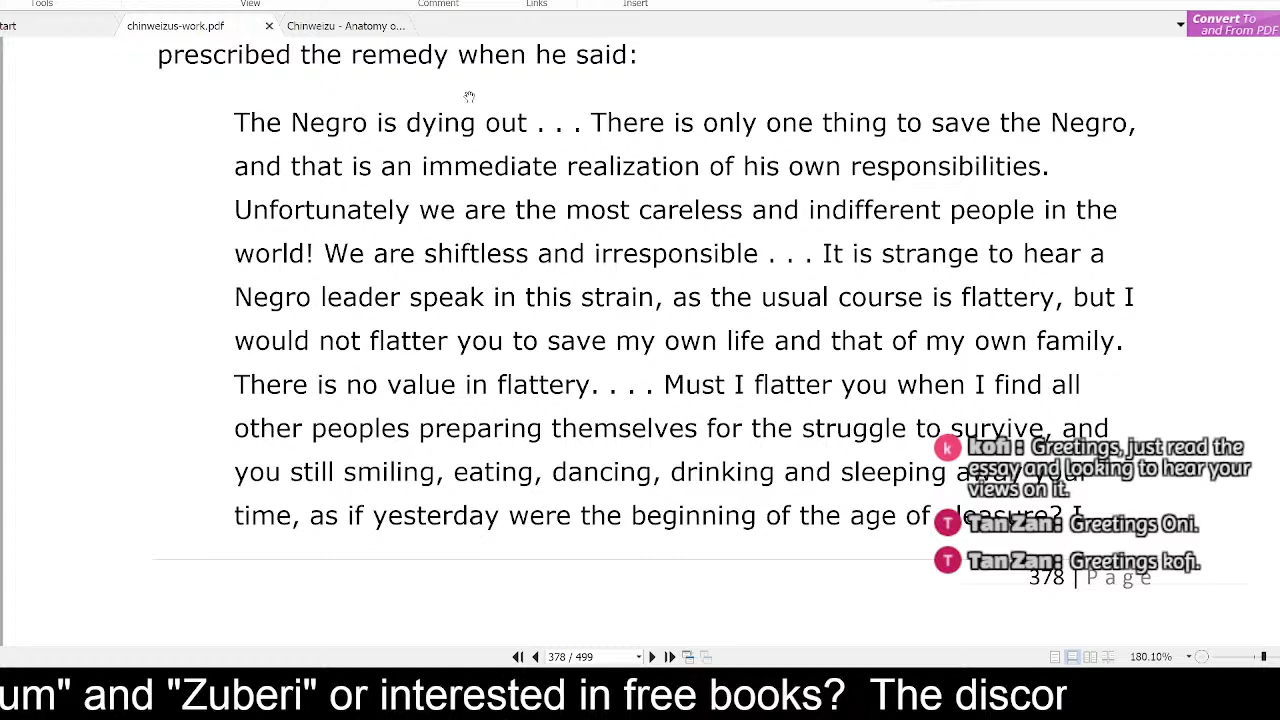 Tools View Comment Links Insert
tart chinweizus-work.pdf Chinweizu - Anatomy o...
Convert To
and From PDF
prescribed the remedy when he said:
The Negro is dying out . . . There is only one thing to save the Negro,
and that is an immediate realization of his own responsibilities.
Unfortunately we are the most careless and indifferent people in the
world! We are shiftless and irresponsible . . . It is strange to hear a
Negro leader speak in this strain, as the usual course is flattery, but I
would not flatter you to save my own life and that of my own family.
There is no value in flattery. . . . Must I flatter you when I find all
other peoples preparing themselves for the struggle to survive, and
you still smiling, eating, dancing, drinking and sleeping away your
time, as if yesterday were the beginning of the age of pleasure? I
k kofi : Greetings, just read the
essay and looking to hear your
views on it.
T Tan Zan: Greetings Oni.
T Tan Zan: Greetings kofi.
378 | Page
378 / 499
180.10%
um" and "Zuberi" or interested in free books? The discor